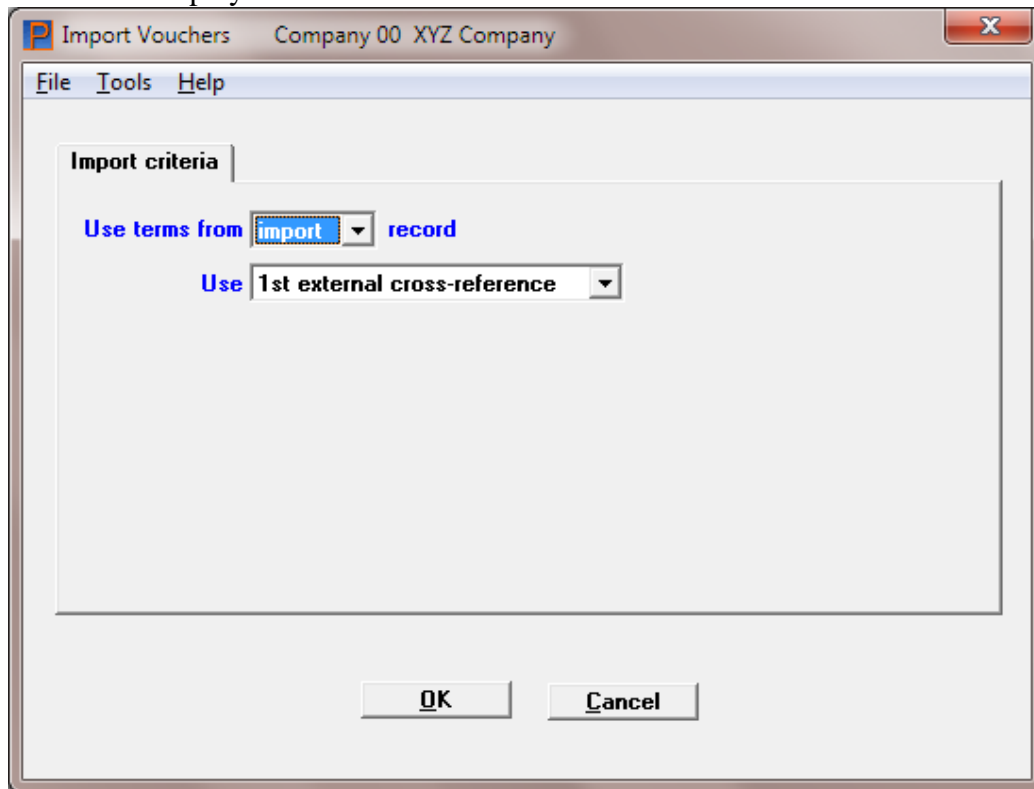 Import Vouchers Company 00 XYZ Company
File Tools Help
Import criteria
Use terms from import record
Use 1st external cross-reference
OK Cancel